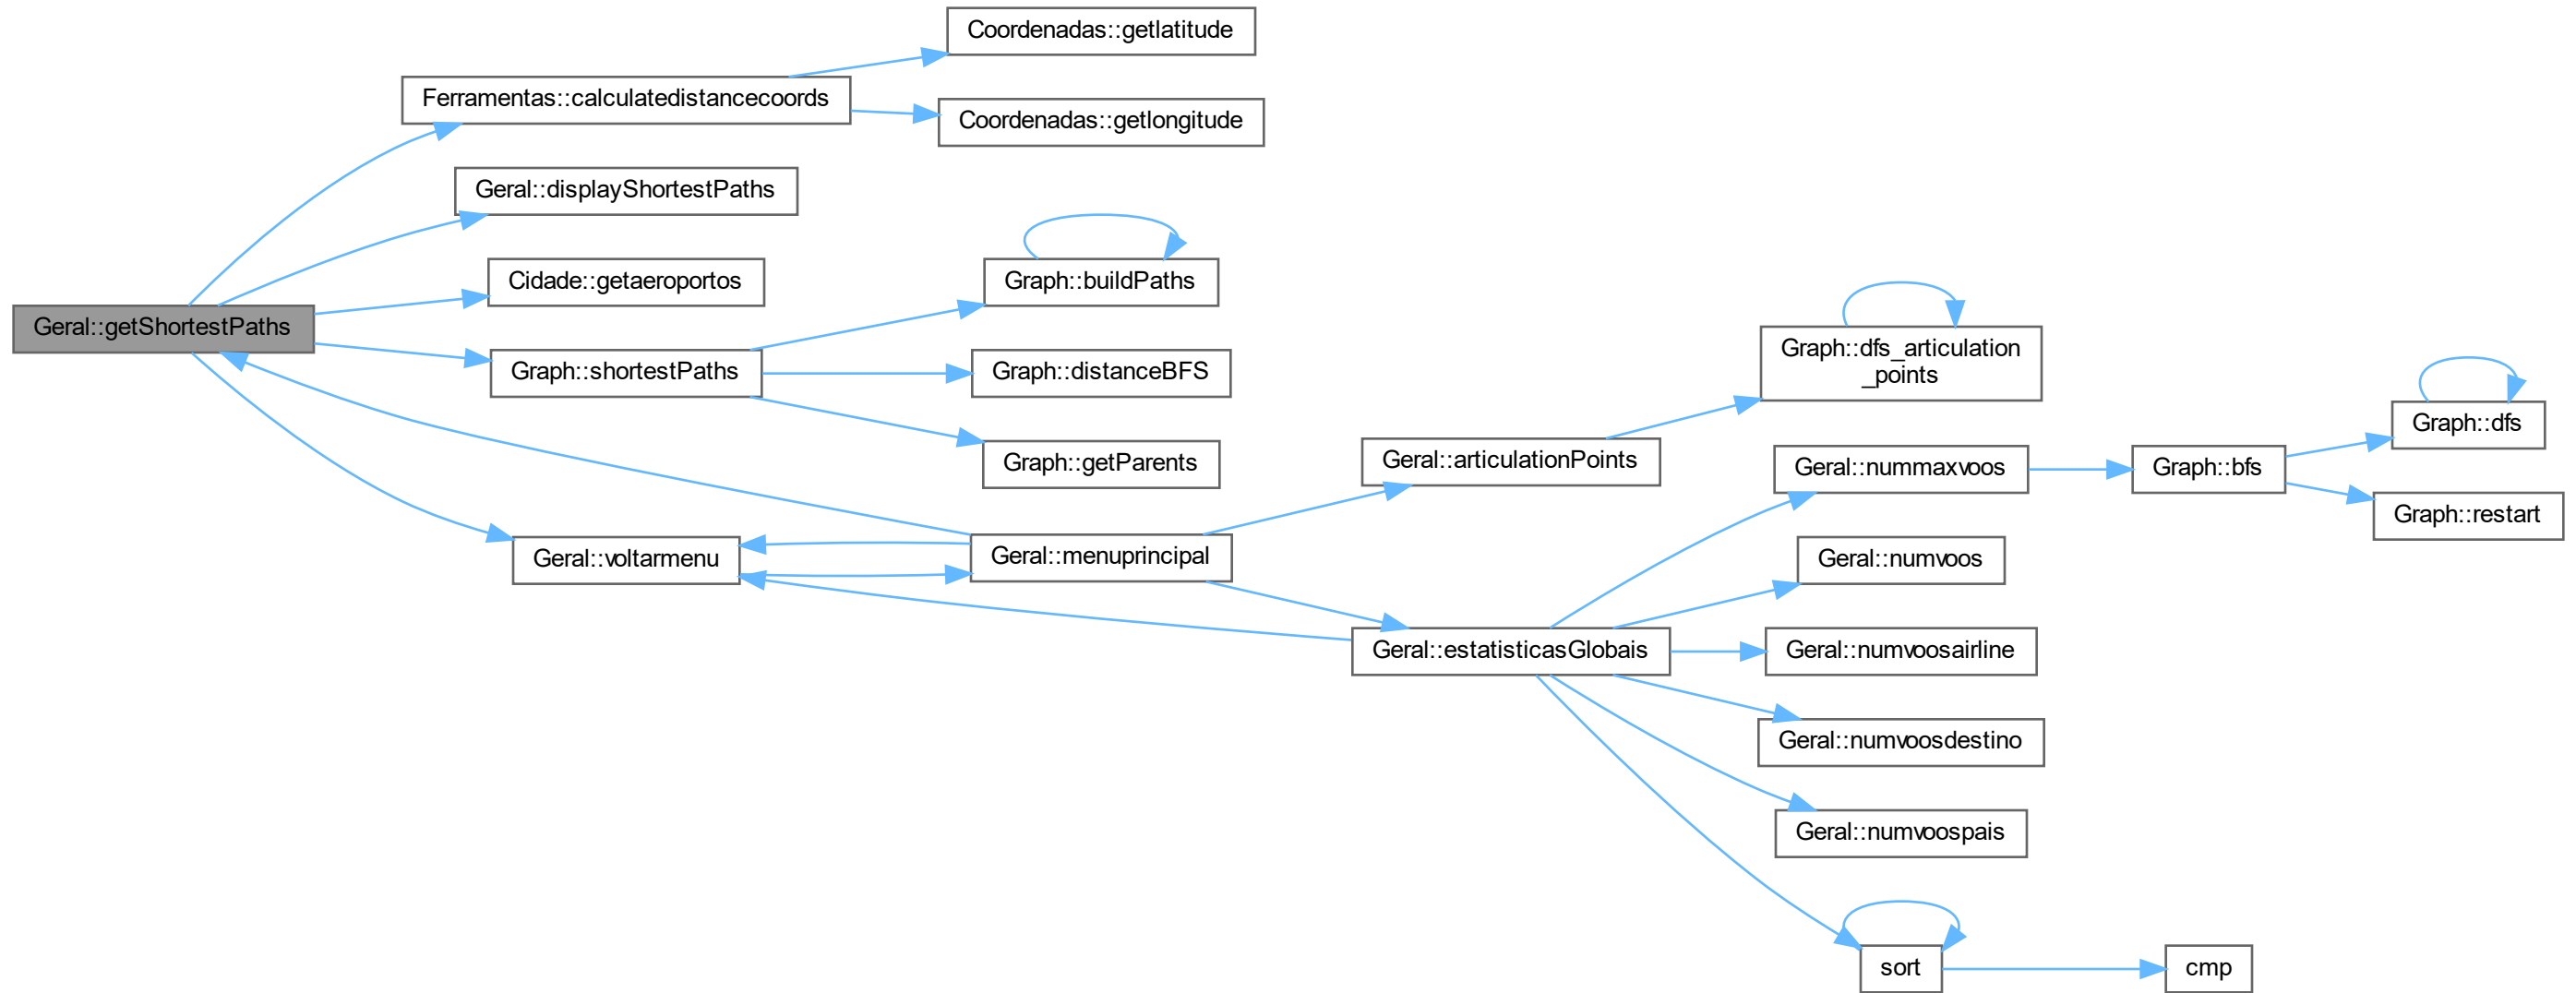 Coordenadas::getlatitude
Ferramentas::calculatedistancecoords
Coordenadas::getlongitude
Geral::displayShortestPaths
Cidade::getaeroportos
Graph::buildPaths
Geral::getShortestPaths
Graph::shortestPaths
Graph::distanceBFS
Graph::getParents
Geral::voltarmenu
Geral::menuprincipal
Geral::articulationPoints
Graph::dfs_articulation
_points
Geral::estatisticasGlobais
Geral::nummaxvoos
Geral::numvoos
Geral::numvoosairline
Geral::numvoosdestino
Geral::numvoospais
sort
cmp
Graph::bfs
Graph::dfs
Graph::restart